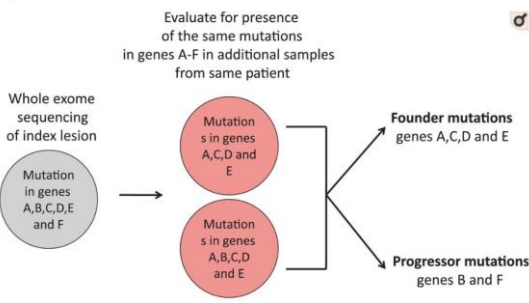 Evaluate for presence
of the same mutations
in genes A-F in additional samples
from same patient
Whole exome
sequencing
of index lesion
Mutation
in genes
A,B,C,D,E
and F
Mutation
s in genes
A,C,D and
E
Mutation
s in genes
A,B,C,D
and E
Founder mutations
genes A,C,D and E
Progressor mutations
genes B and F